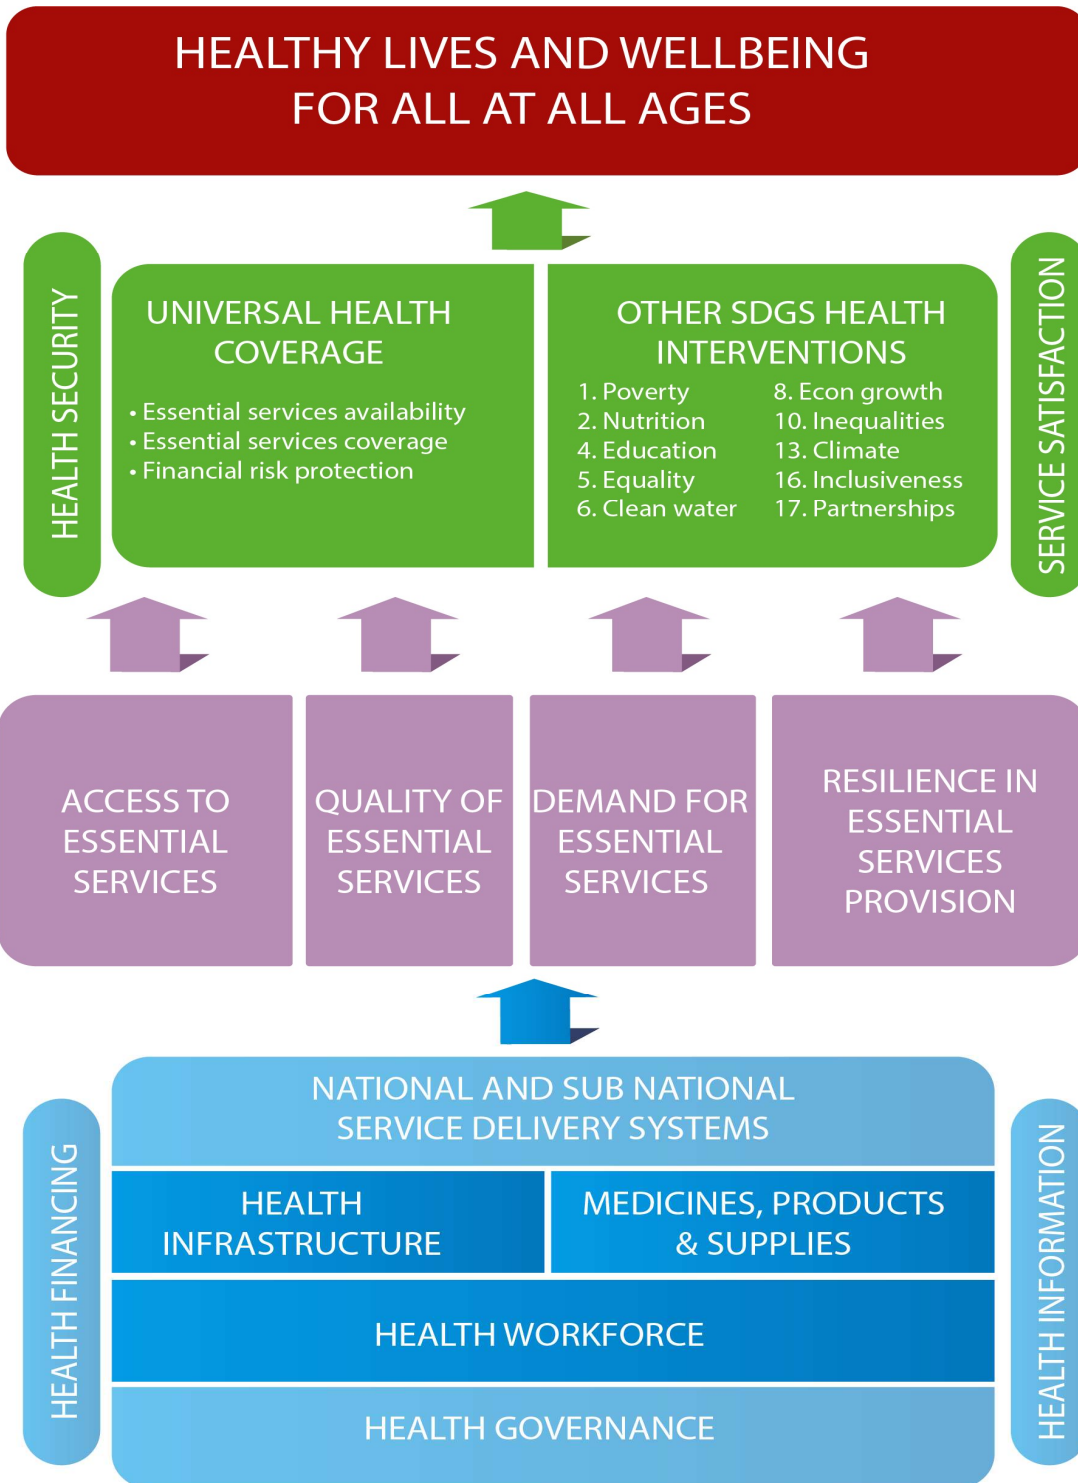 HEALTHY LIVES AND WELLBEING
FOR ALL AT ALL AGES
HEALTH SECURITY
UNIVERSAL HEALTH
COVERAGE
• Essential services availability
• Essential services coverage
• Financial risk protection
OTHER SDGS HEALTH
INTERVENTIONS
1. Poverty
2. Nutrition
4. Education
5. Equality
6. Clean water
8. Econ growth
10. Inequalities
13. Climate
16. Inclusiveness
17. Partnerships
SERVICE SATISFACTION
ACCESS TO
ESSENTIAL
SERVICES
QUALITY OF
ESSENTIAL
SERVICES
DEMAND FOR
ESSENTIAL
SERVICES
RESILIENCE IN
ESSENTIAL
SERVICES
PROVISION
HEALTH FINANCING
NATIONAL AND SUB NATIONAL
SERVICE DELIVERY SYSTEMS
HEALTH
INFRASTRUCTURE
MEDICINES, PRODUCTS
& SUPPLIES
HEALTH WORKFORCE
HEALTH GOVERNANCE
HEALTH INFORMATION